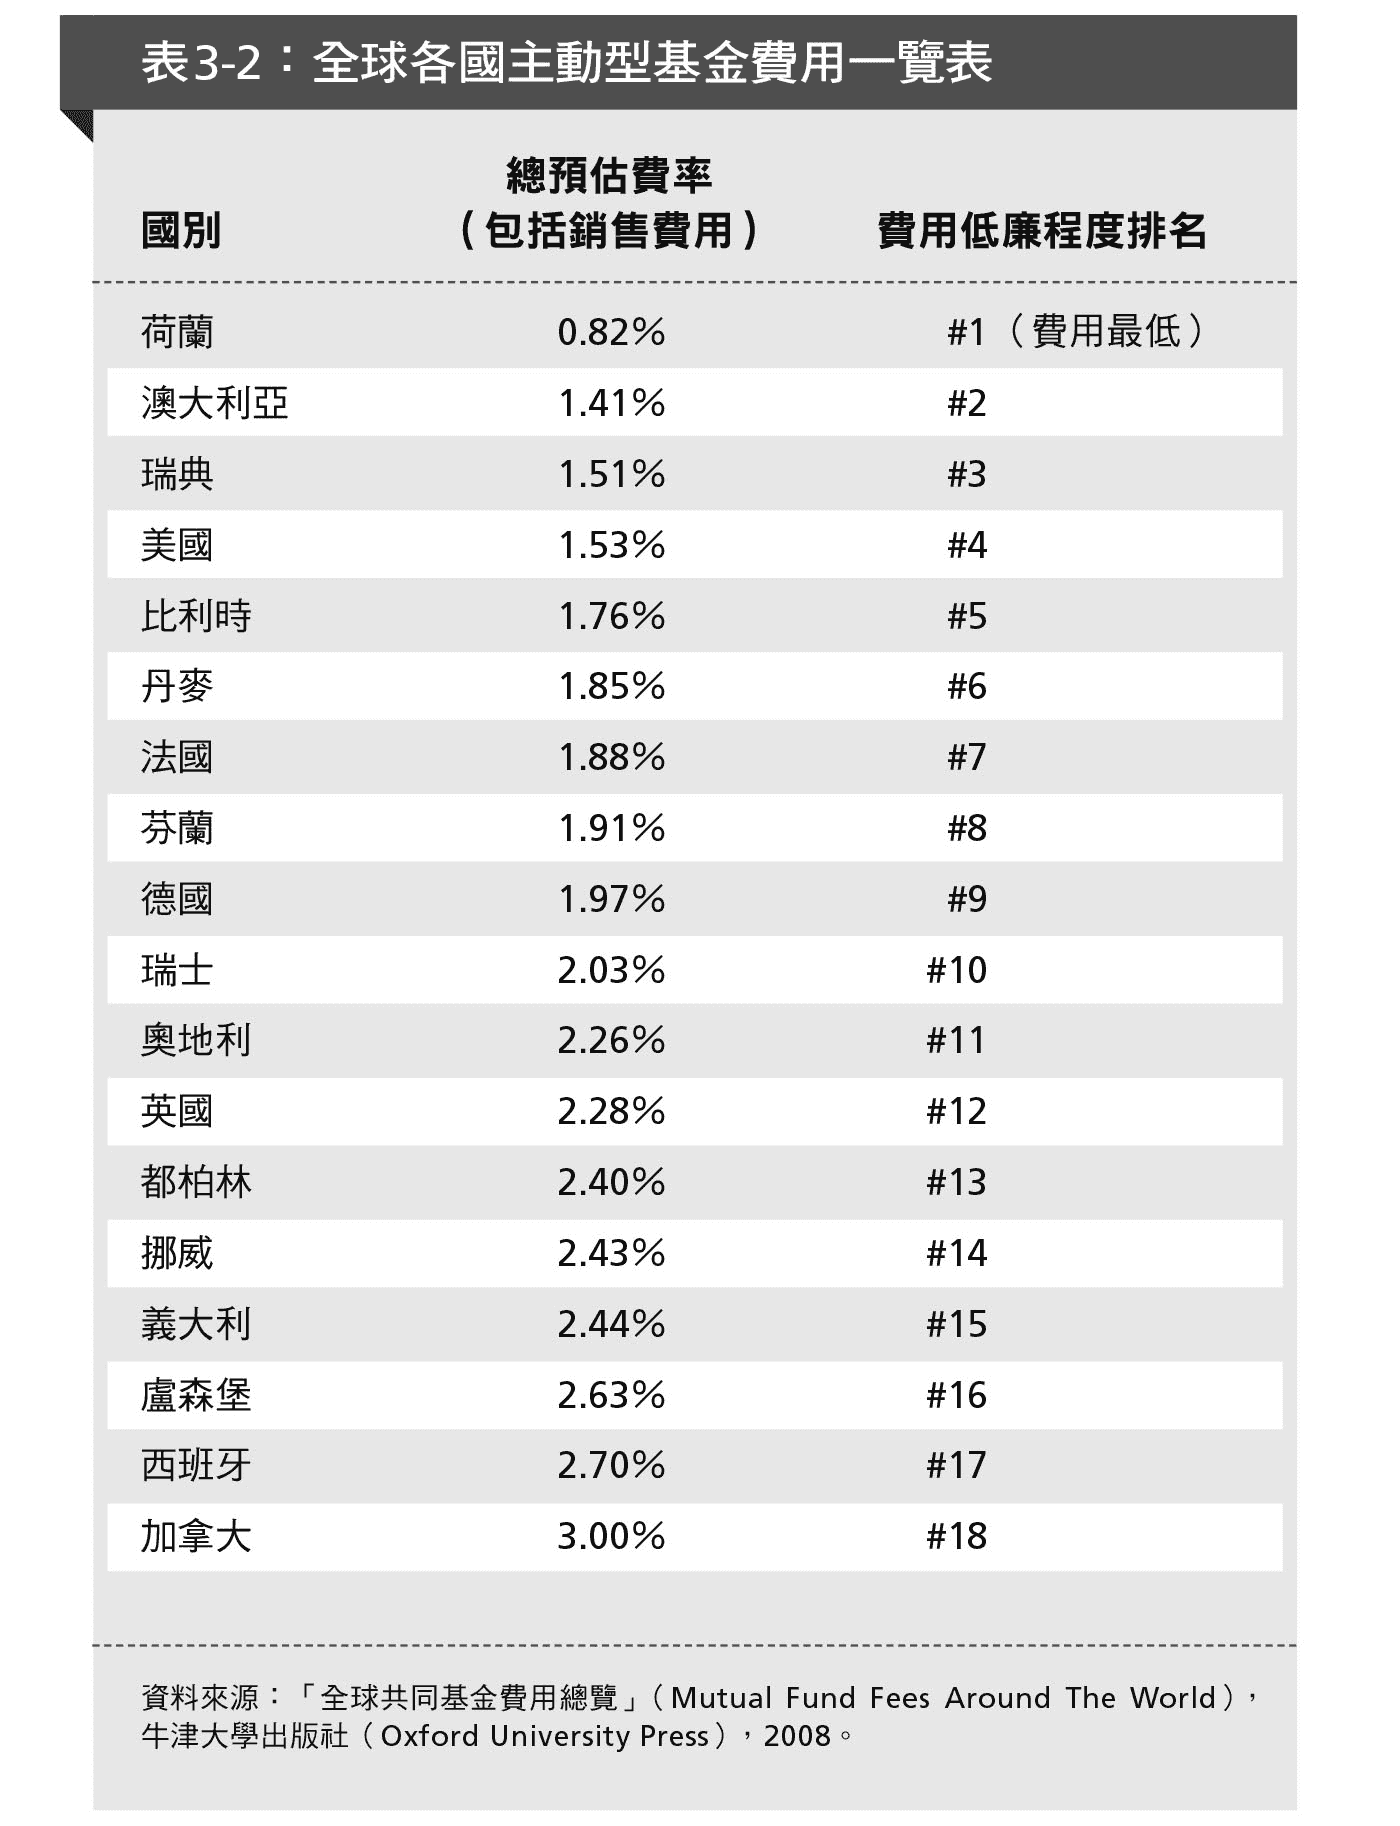 表3-2：全球各國主動型基金費用一覽表
總預估費率
國別 （包括銷售費用） 費用低廉程度排名
荷蘭 0.82% #1（費用最低）
澳大利亞 1.41% #2
瑞典 1.51% #3
美國 1.53% #4
比利時 1.76% #5
丹麥 1.85% #6
法國 1.88% #7
芬蘭 1.91% #8
德國 1.97% #9
瑞士 2.03% #10
奧地利 2.26% #11
英國 2.28% #12
都柏林 2.40% #13
挪威 2.43% #14
義大利 2.44% #15
盧森堡 2.63% #16
西班牙 2.70% #17
加拿大 3.00% #18
資料來源：「全球共同基金費用總覽」（Mutual Fund Fees Around The World），
牛津大學出版社（Oxford University Press），2008。